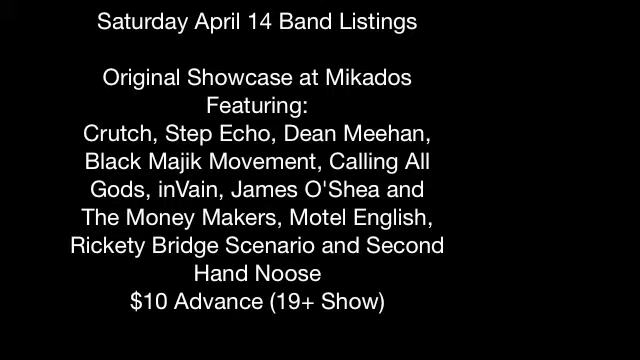 Saturday April 14 Band Listings
Original Showcase at Mikados
Featuring:
Crutch, Step Echo, Dean Meehan,
Black Majik Movement, Calling All
Gods, inVain, James O'Shea and
The Money Makers, Motel English,
Rickety Bridge Scenario and Second
Hand Noose
$10 Advance (19+ Show)